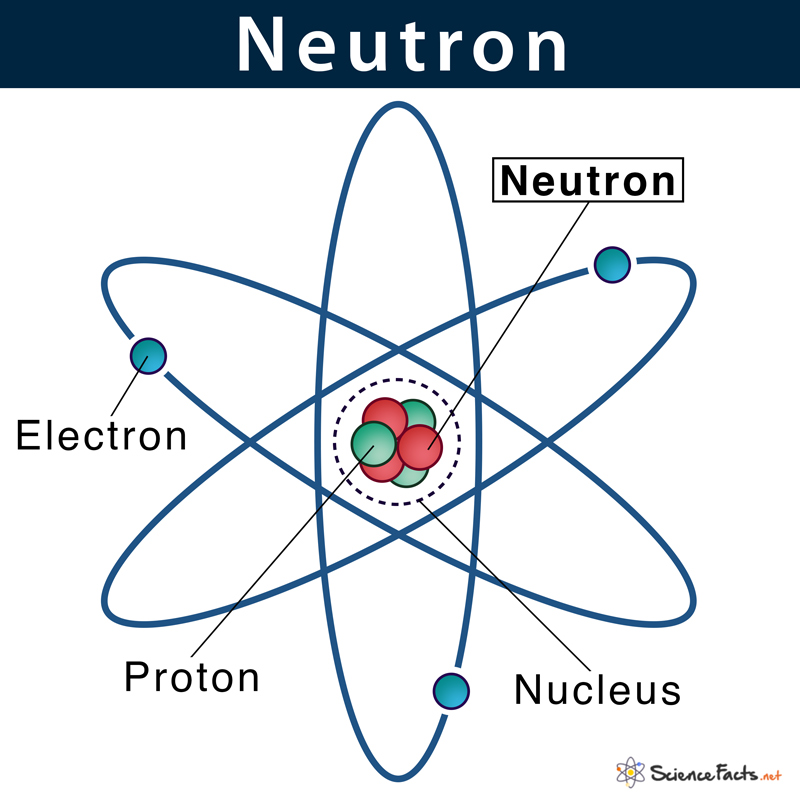 Neutron
Neutron
Electron
Proton
Nucleus
ScienceFacts.net